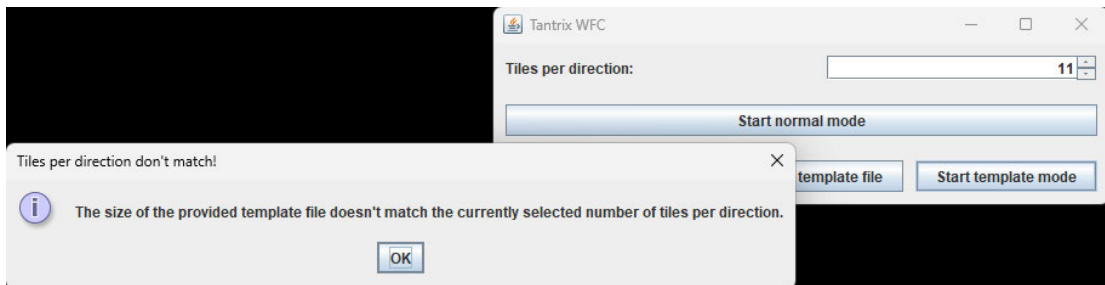 Tantrix WFC
Tiles per direction:
11
Start normal mode
template file
Start template mode
Tiles per direction don't match!
The size of the provided template file doesn't match the currently selected number of tiles per direction.
OK